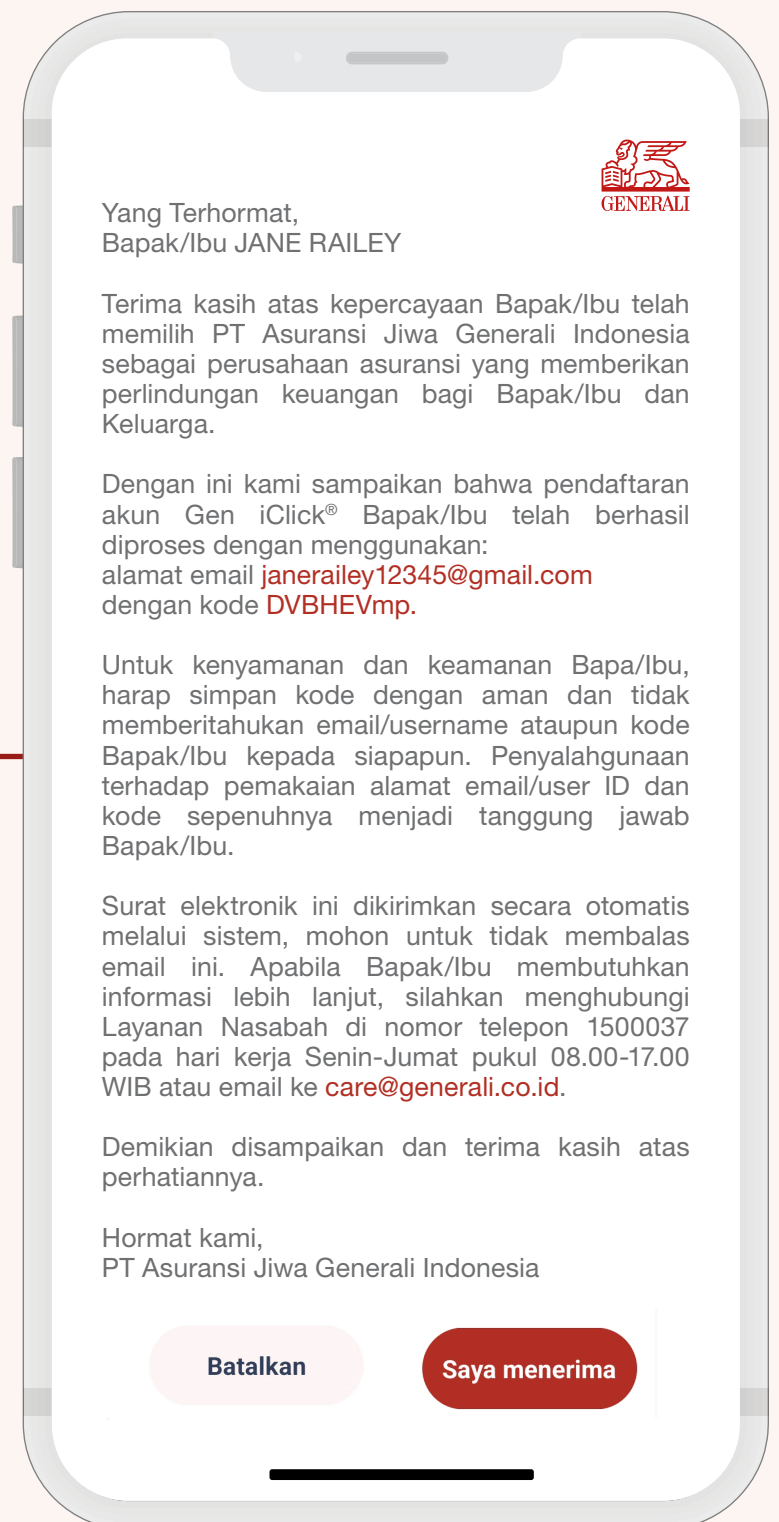 GENERALI
Yang Terhormat,
Bapak/Ibu JANE RAILEY
Terima kasih atas kepercayaan Bapak/Ibu telah
memilih PT Asuransi Jiwa Generali Indonesia
sebagai perusahaan asuransi yang memberikan
perlindungan keuangan bagi Bapak/Ibu dan
Keluarga.
Dengan ini kami sampaikan bahwa pendaftaran
akun Gen iClick® Bapak/Ibu telah berhasil
diproses dengan menggunakan:
alamat email janerailey12345@gmail.com
dengan kode DVBHEVmp.
Untuk kenyamanan dan keamanan Bapa/Ibu,
harap simpan kode dengan aman dan tidak
memberitahukan email/username ataupun kode
Bapak/Ibu kepada siapapun. Penyalahgunaan
terhadap pemakaian alamat email/user ID dan
kode sepenuhnya menjadi tanggung jawab
Bapak/Ibu.
Surat elektronik ini dikirimkan secara otomatis
melalui sistem, mohon untuk tidak membalas
email ini. Apabila Bapak/Ibu membutuhkan
informasi lebih lanjut, silahkan menghubungi
Layanan Nasabah di nomor telepon 1500037
pada hari kerja Senin-Jumat pukul 08.00-17.00
WIB atau email ke care@generali.co.id.
Demikian disampaikan dan terima kasih atas
perhatiannya.
Hormat kami,
PT Asuransi Jiwa Generali Indonesia
Batalkan
Saya menerima